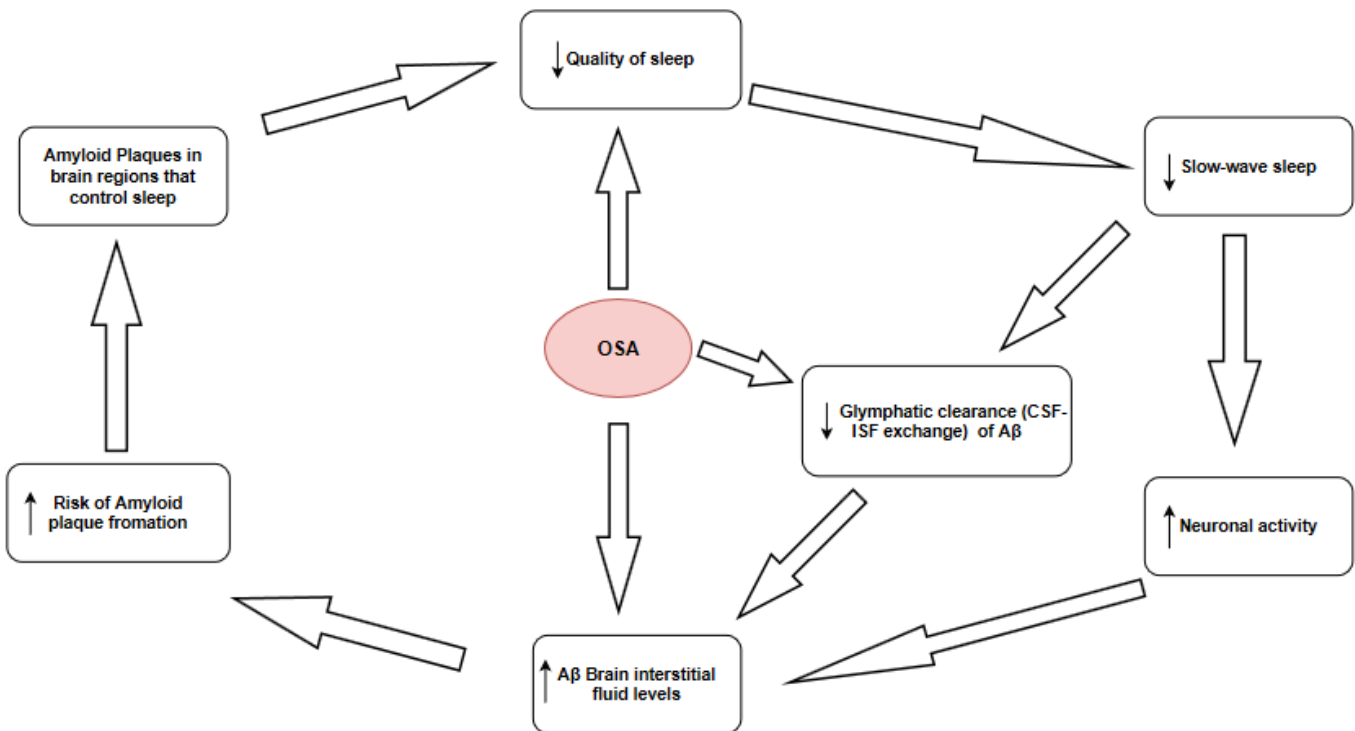 ↓ Quality of sleep
Amyloid Plaques in
brain regions that
control sleep
↓ Slow-wave sleep
OSA
↓ Glymphatic clearance (CSF-
ISF exchange) of Aβ
↑ Risk of Amyloid
plaque fromation
↑ Neuronal activity
↑ Aβ Brain interstitial
fluid levels